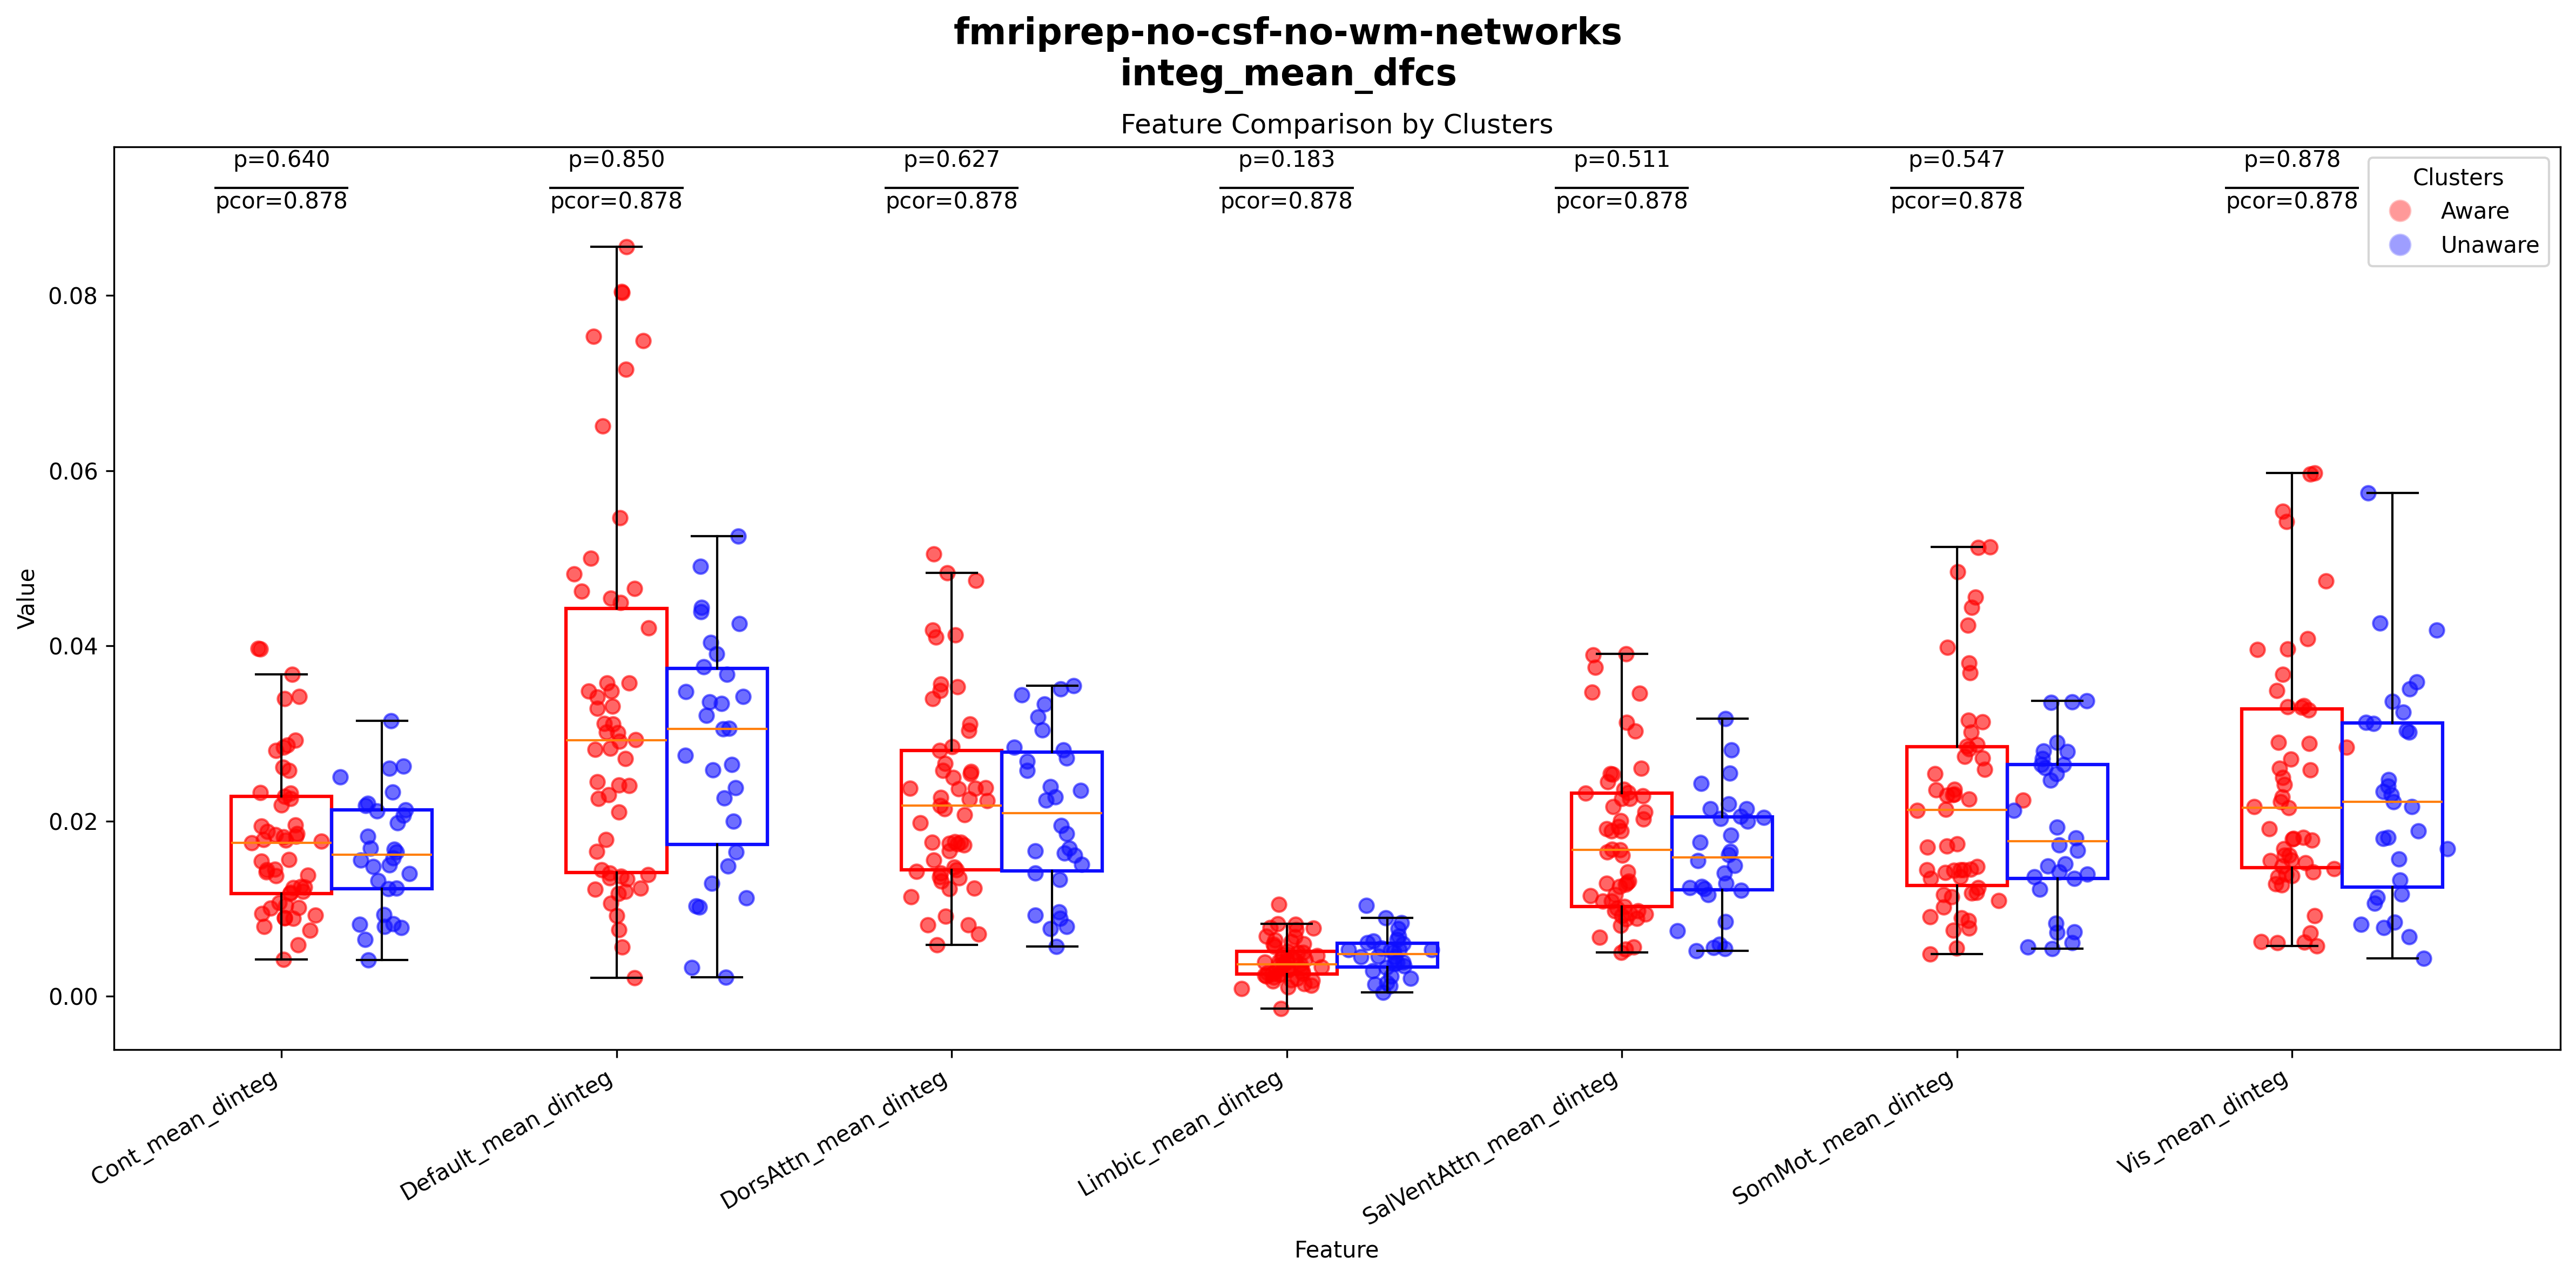 fmriprep-no-csf-no-wm-networks
integ_mean_dfcs
Feature Comparison by Clusters
p=0.640 p=0.850 p=0.627 p=0.183 p=0.511 p=0.547 p=0.878
pcor=0.878 pcor=0.878 pcor=0.878 pcor=0.878 pcor=0.878 pcor=0.878 pcor=0.878
Clusters
Aware
Unaware
Value
0.08
0.06
0.04
0.02
0.00
Cont_mean_dinteg
Default_mean_dinteg
DorsAttn_mean_dinteg
Limbic_mean_dinteg
SalVentAttn_mean_dinteg
SomMot_mean_dinteg
Vis_mean_dinteg
Feature